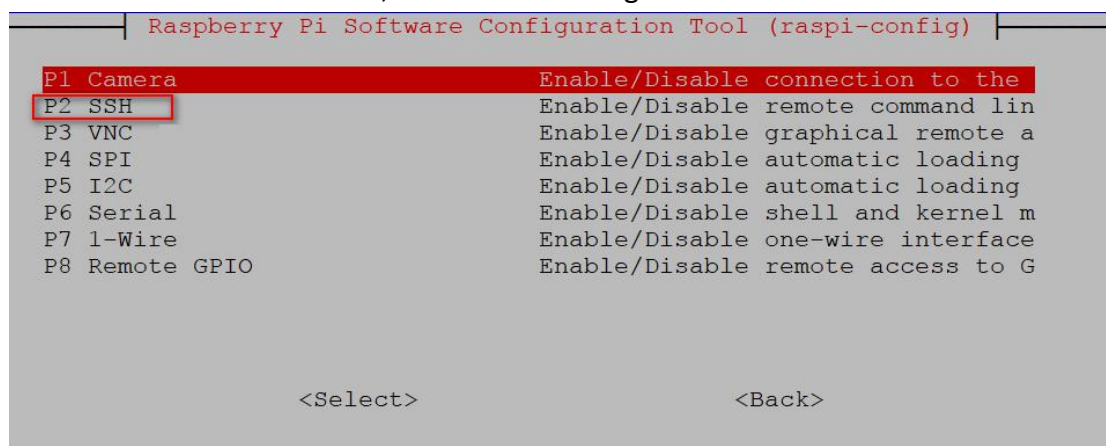 Raspberry Pi Software Configuration Tool (raspi-config)
P1 Camera Enable/Disable connection to the
P2 SSH Enable/Disable remote command lin
P3 VNC Enable/Disable graphical remote a
P4 SPI Enable/Disable automatic loading
P5 I2C Enable/Disable automatic loading
P6 Serial Enable/Disable shell and kernel m
P7 1-Wire Enable/Disable one-wire interface
P8 Remote GPIO Enable/Disable remote access to G
<Select> <Back>